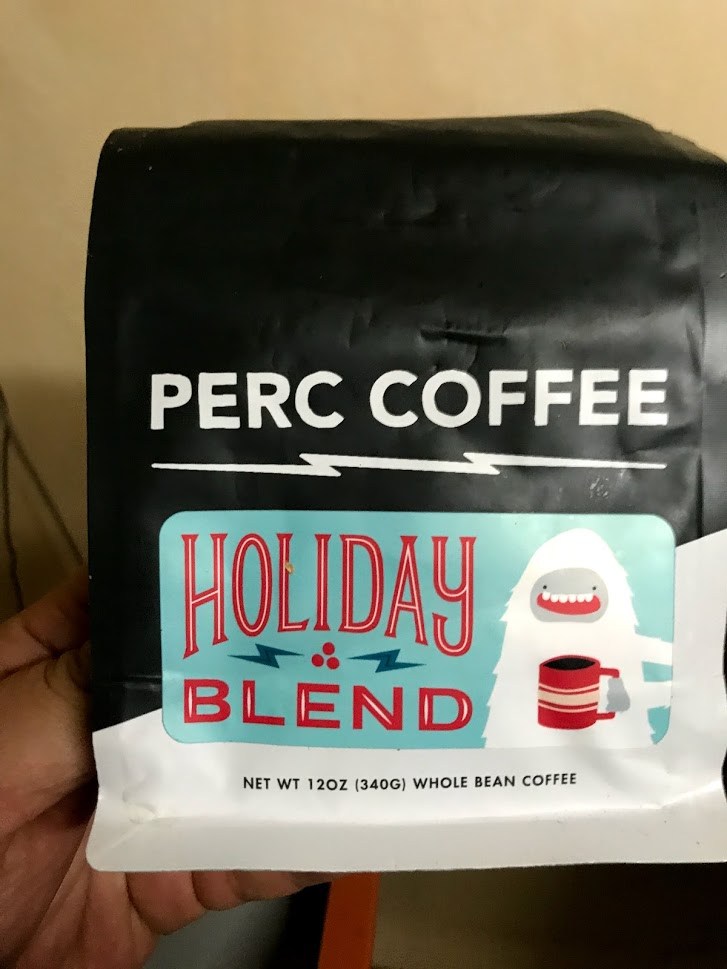 PERC COFFEE
HOLIDAY
BLEND
NET WT 12OZ (340G) WHOLE BEAN COFFEE